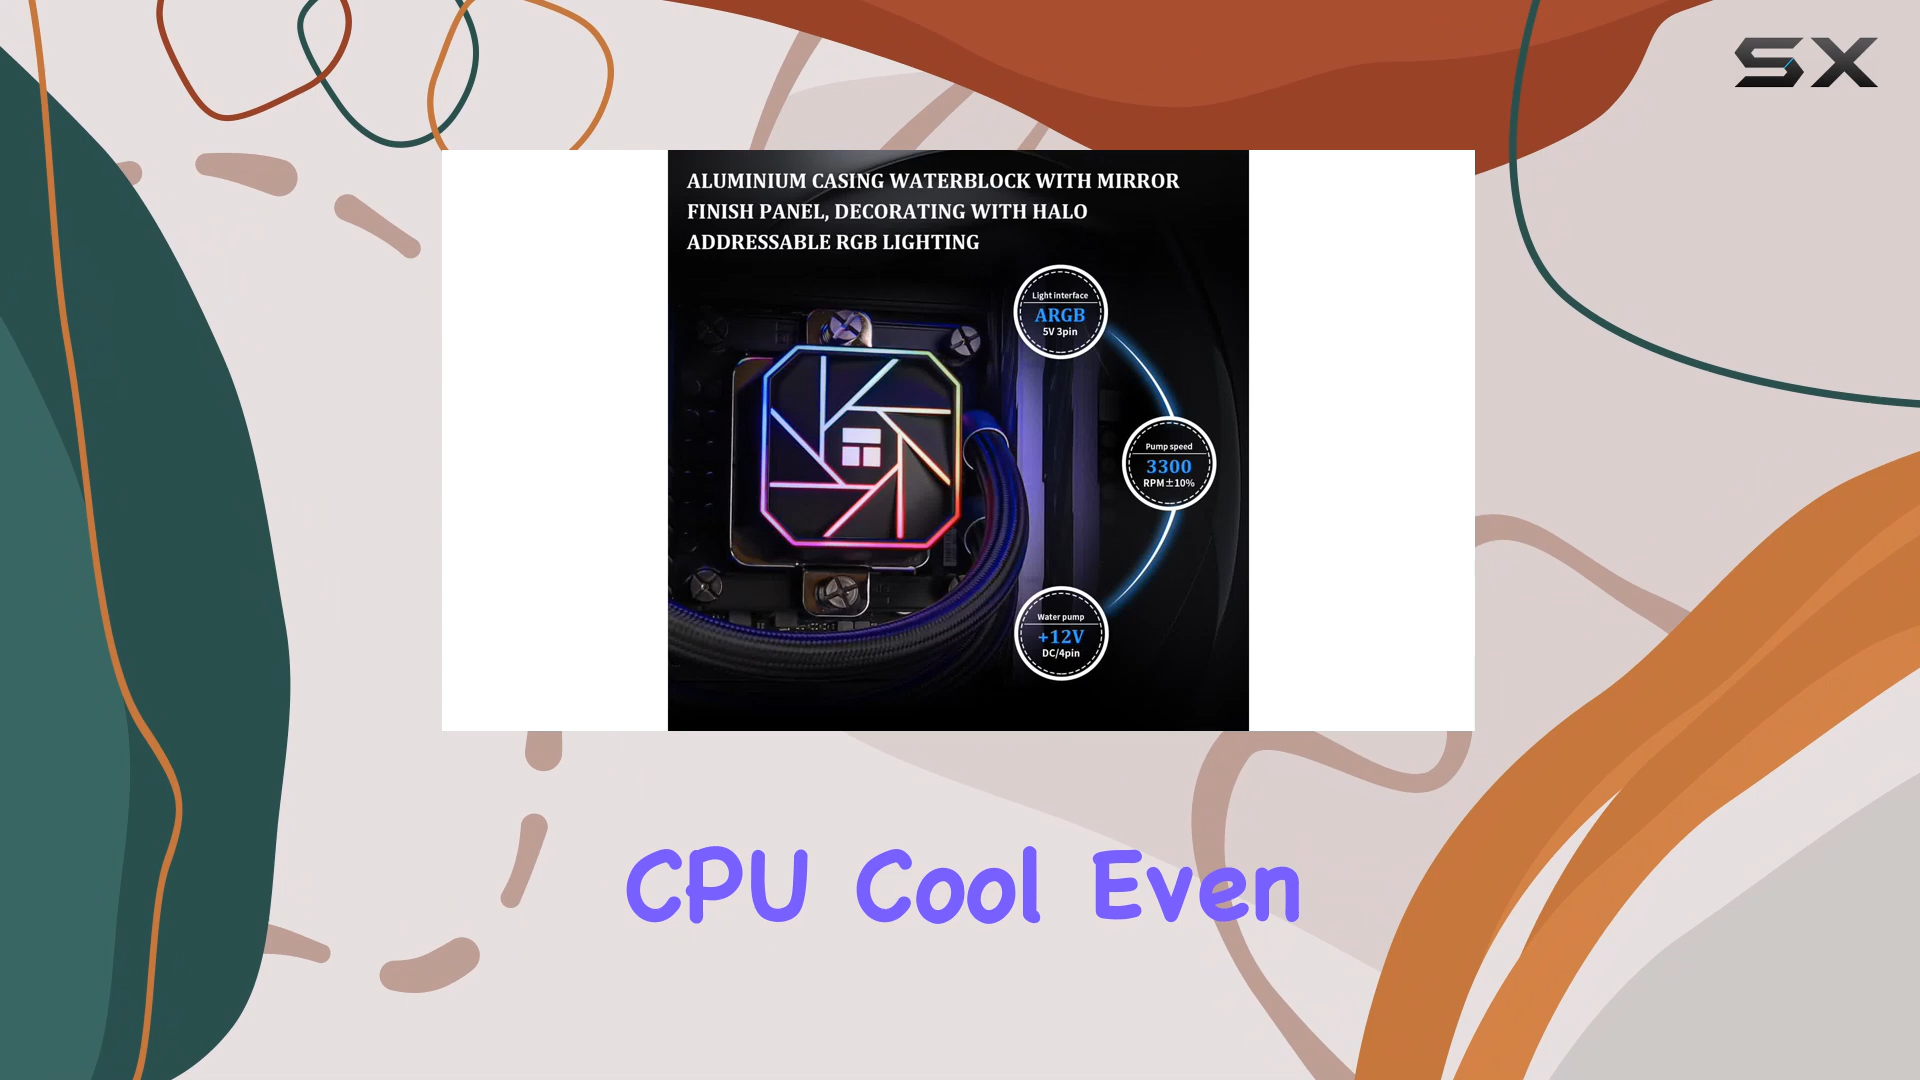 SX
ALUMINIUM CASING WATERBLOCK WITH MIRROR
FINISH PANEL, DECORATING WITH HALO
ADDRESSABLE RGB LIGHTING
Light interface
ARGB
5V 3pin
Pump speed
3300
RPM±10%
Water pump
+12V
DC/4pin
CPU Cool Even